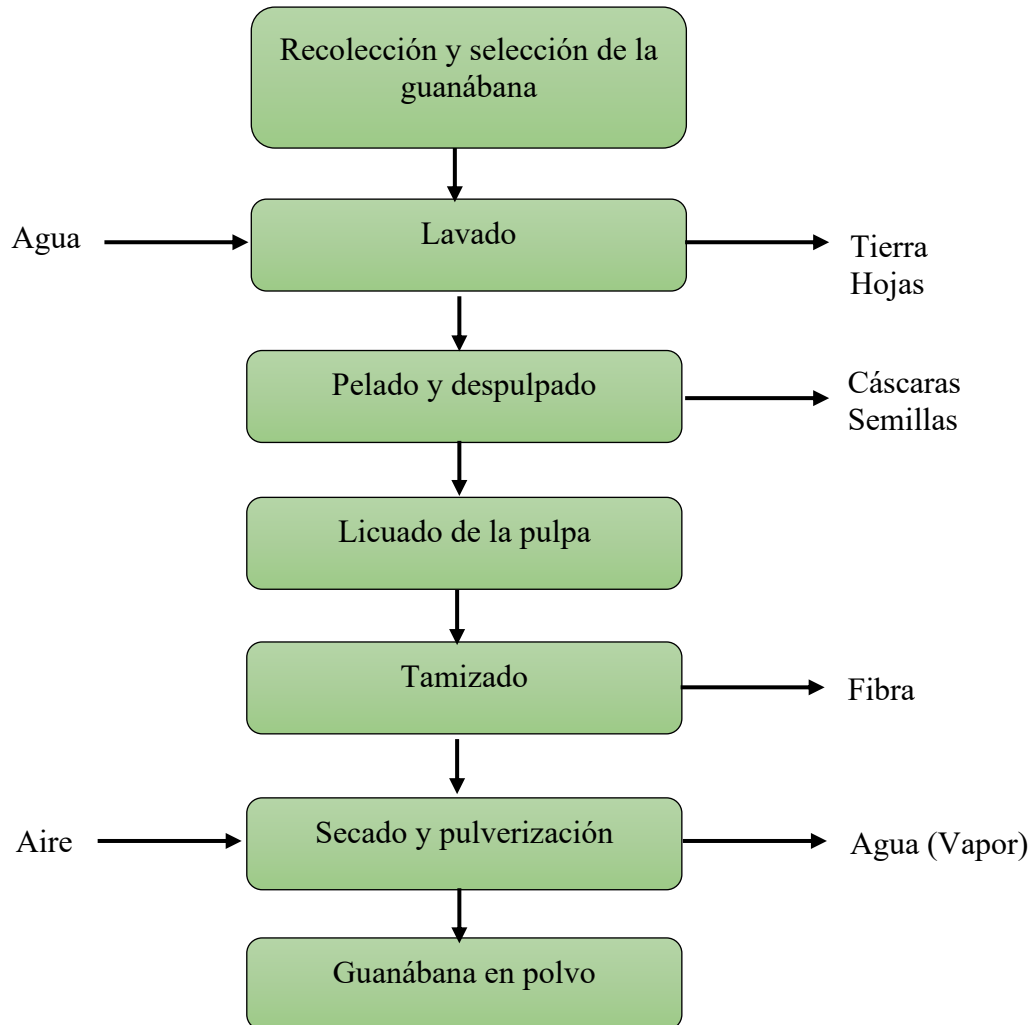 Recolección y selección de la
guanábana
Agua
Lavado
Tierra
Hojas
Pelado y despulpado
Cáscaras
Semillas
Licuado de la pulpa
Tamizado
Fibra
Aire
Secado y pulverización
Agua (Vapor)
Guanábana en polvo